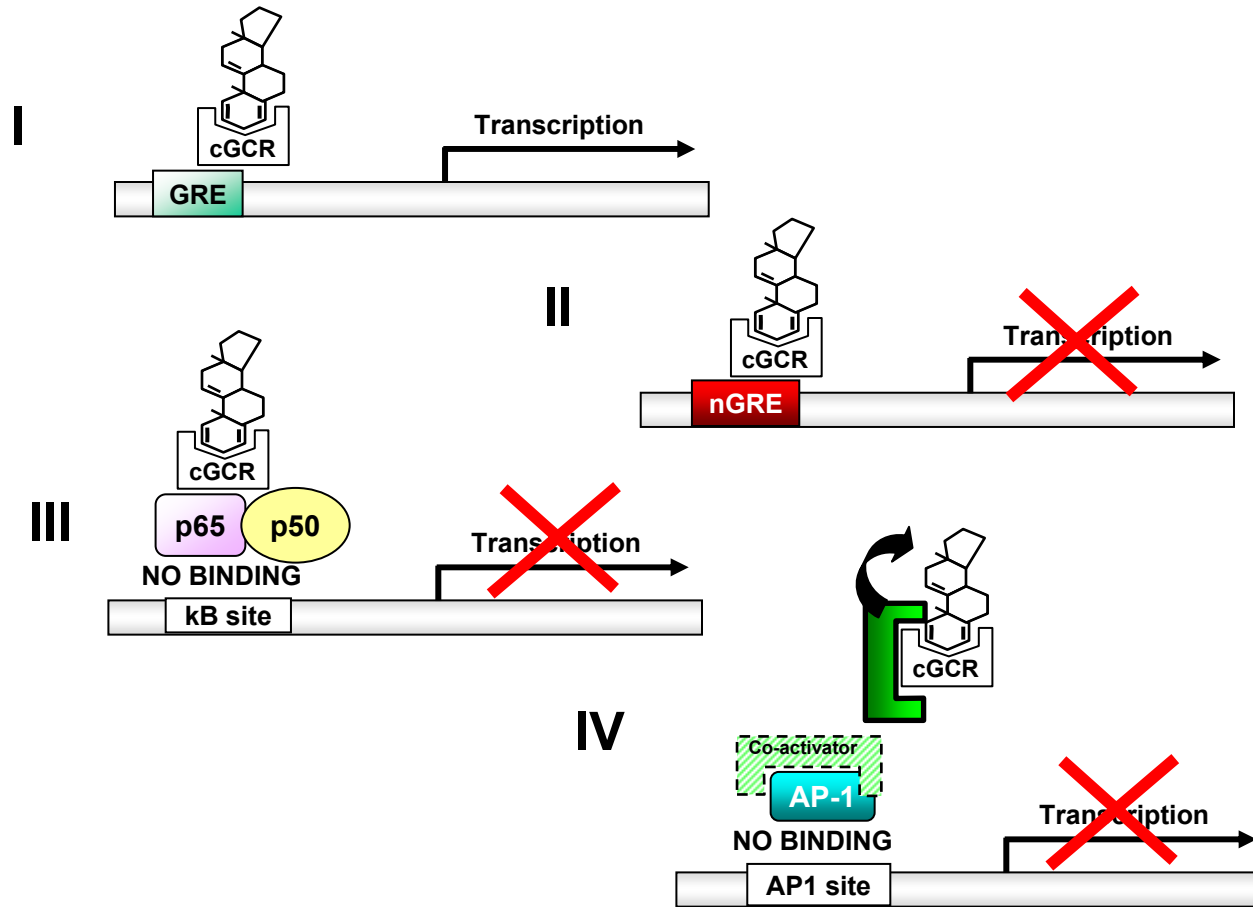 I
cGCR
Transcription
GRE
II
cGCR
Transcription
nGRE
III
cGCR
p65
p50
Transcription
NO BINDING
kB site
IV
cGCR
Co-activator
AP-1
Transcription
NO BINDING
AP1 site